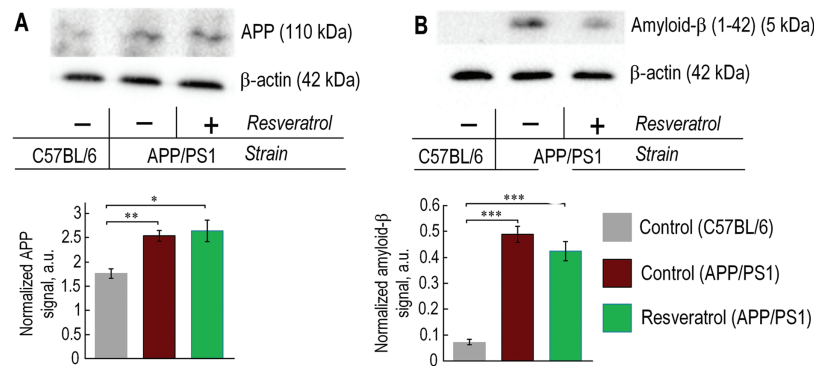 A
APP (110 kDa)
β-actin (42 kDa)
− − + Resveratrol
C57BL/6 APP/PS1 Strain
Normalized APP
signal, a.u.
3
2.5
2
1.5
1
0.5
0
*
**
B
Amyloid-β (1-42) (5 kDa)
β-actin (42 kDa)
− − + Resveratrol
C57BL/6 APP/PS1 Strain
Normalized amyloid-β
signal, a.u.
0.6
0.5
0.4
0.3
0.2
0.1
0
***
***
Control (C57BL/6)
Control (APP/PS1)
Resveratrol (APP/PS1)